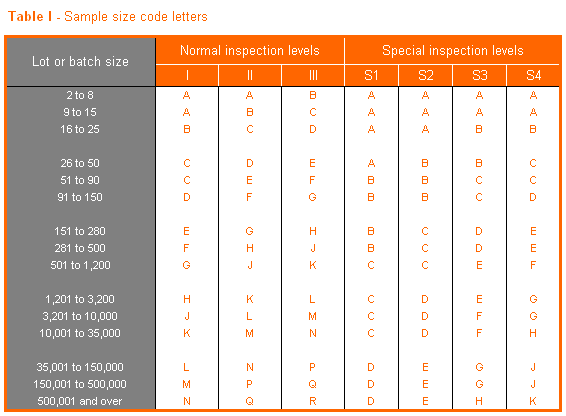 Table I - Sample size code letters
Lot or batch size Normal inspection levels Special inspection levels
I II III S1 S2 S3 S4
2 to 8 A A B A A A A
9 to 15 A B C A A A A
16 to 25 B C D A A B B
26 to 50 C D E A B B C
51 to 90 C E F B B C C
91 to 150 D F G B B C D
151 to 280 E G H B C D E
281 to 500 F H J B C D E
501 to 1,200 G J K C C E F
1,201 to 3,200 H K L C D E G
3,201 to 10,000 J L M C D F G
10,001 to 35,000 K M N C D F H
35,001 to 150,000 L N P D E G J
150,001 to 500,000 M P Q D E G J
500,001 and over N Q R D E H K